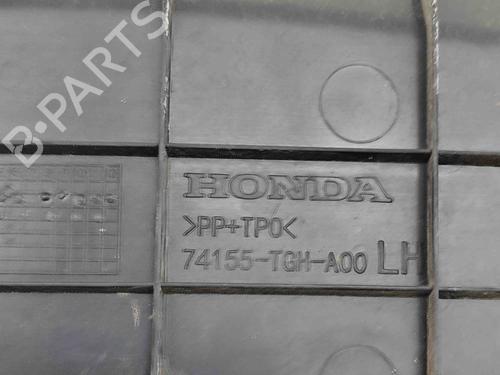 B-PARTS
HONDA
>PP+TPO<
74155-TGH-A00 LH